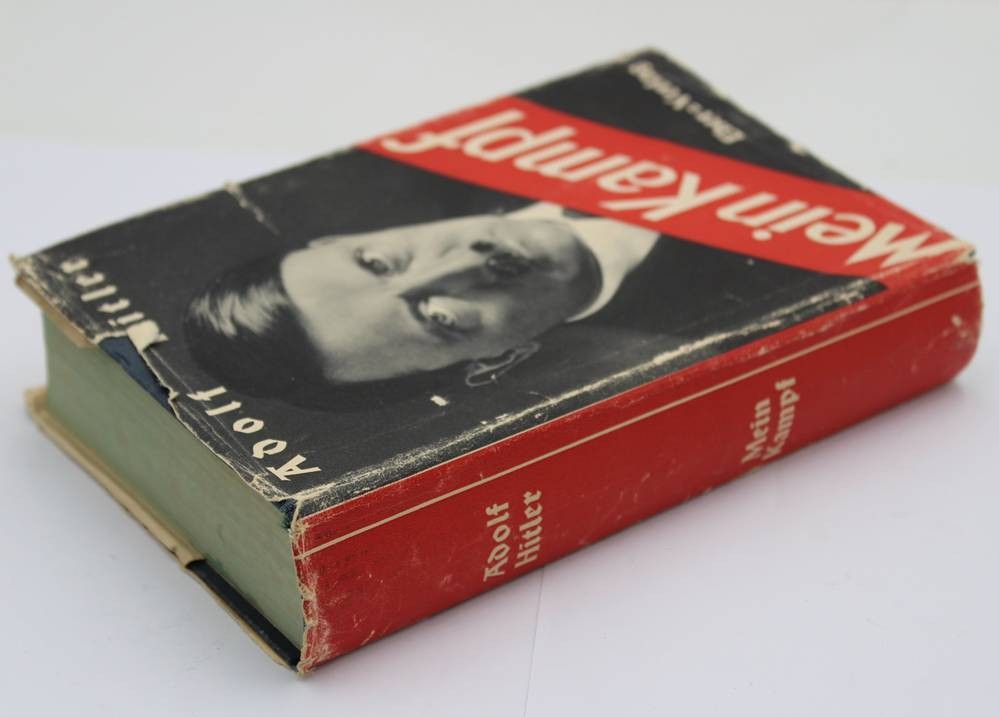 Adolf Hitler
Mein Kampf
Eher-Verlag
Adolf
Hitler
Mein
Kampf